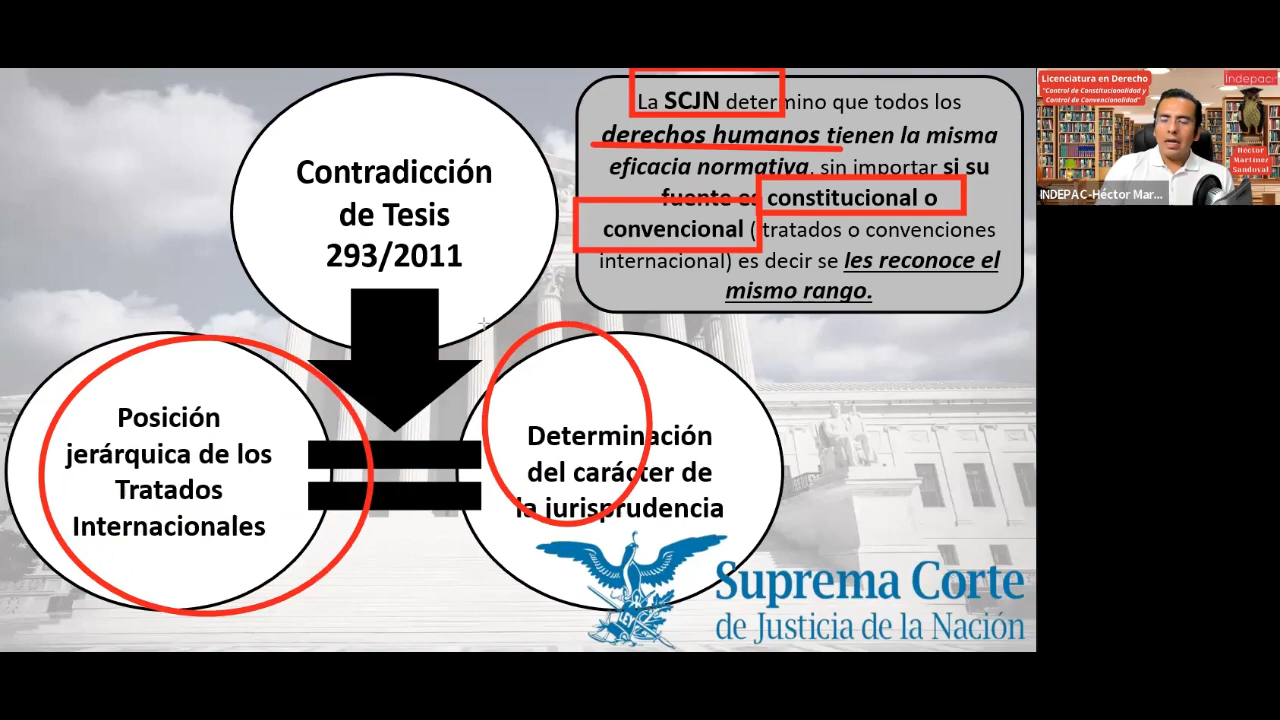 Contradicción
de Tesis
293/2011
La SCJN determino que todos los
derechos humanos tienen la misma
eficacia normativa, sin importar si su
fuente es constitucional o
convencional ( tratados o convenciones
internacional) es decir se les reconoce el
mismo rango.
Posición
jerárquica de los
Tratados
Internacionales
Determinación
del carácter de
la jurisprudencia
Suprema Corte
de Justicia de la Nación
Licenciatura en Derecho
"Control de Constitucionalidad y
Control de Convencionalidad"
Indepac
Héctor
Martínez
Sandoval
INDEPAC-Héctor Mar...